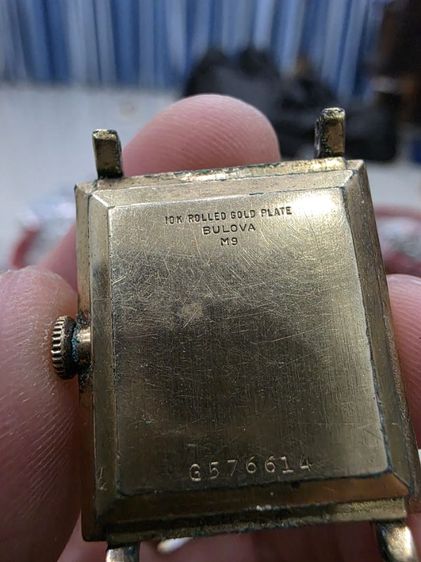 10K ROLLED GOLD PLATE
BULOVA
M9
G576614